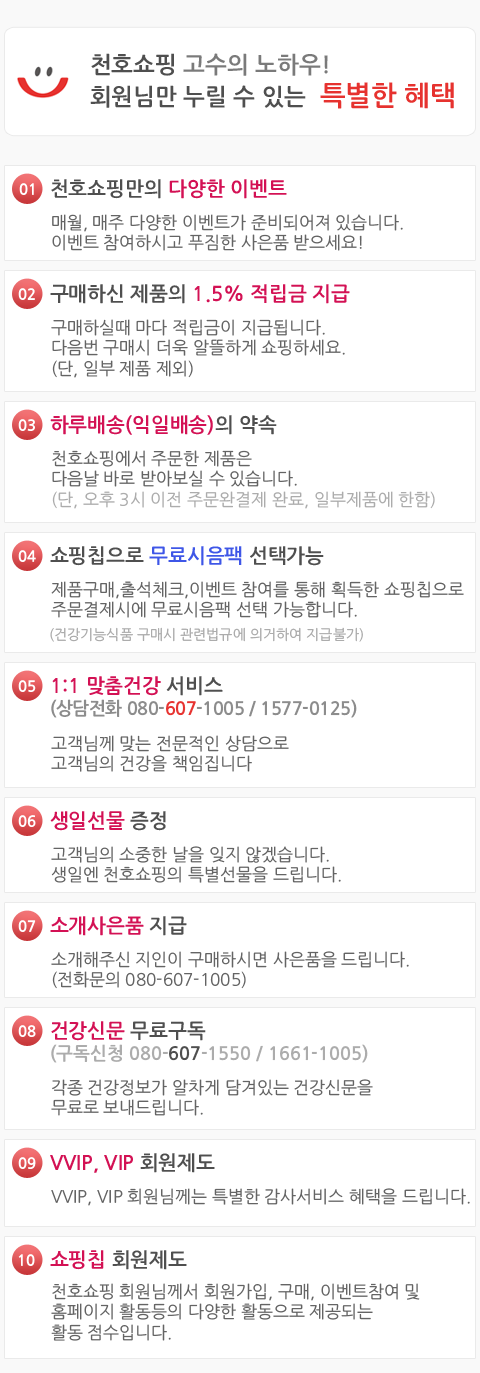 천호쇼핑 고수의 노하우!
회원님만 누릴 수 있는 특별한 혜택
01 천호쇼핑만의 다양한 이벤트
매월, 매주 다양한 이벤트가 준비되어져 있습니다.
이벤트 참여하시고 푸짐한 사은품 받으세요!
02 구매하신 제품의 1.5% 적립금 지급
구매하실때 마다 적립금이 지급됩니다.
다음번 구매시 더욱 알뜰하게 쇼핑하세요.
(단, 일부 제품 제외)
03 하루배송(익일배송)의 약속
천호쇼핑에서 주문한 제품은
다음날 바로 받아보실 수 있습니다.
(단, 오후 3시 이전 주문완결제 완료, 일부제품에 한함)
04 쇼핑칩으로 무료시음팩 선택가능
제품구매,출석체크,이벤트 참여를 통해 획득한 쇼핑칩으로
주문결제시에 무료시음팩 선택 가능합니다.
(건강기능식품 구매시 관련법규에 의거하여 지급불가)
05 1:1 맞춤건강 서비스
(상담전화 080-607-1005 / 1577-0125)
고객님께 맞는 전문적인 상담으로
고객님의 건강을 책임집니다
06 생일선물 증정
고객님의 소중한 날을 잊지 않겠습니다.
생일엔 천호쇼핑의 특별선물을 드립니다.
07 소개사은품 지급
소개해주신 지인이 구매하시면 사은품을 드립니다.
(전화문의 080-607-1005)
08 건강신문 무료구독
(구독신청 080-607-1550 / 1661-1005)
각종 건강정보가 알차게 담겨있는 건강신문을
무료로 보내드립니다.
09 VVIP, VIP 회원제도
VVIP, VIP 회원님께는 특별한 감사서비스 혜택을 드립니다.
10 쇼핑칩 회원제도
천호쇼핑 회원님께서 회원가입, 구매, 이벤트참여 및
홈페이지 활동등의 다양한 활동으로 제공되는
활동 점수입니다.